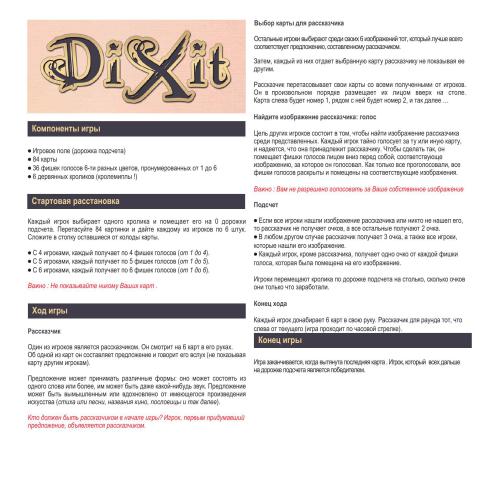 DiXit
Компоненты игры
● Игровое поле (дорожка подсчета)
● 84 карты
● 36 фишек голосов 6-ти разных цветов, пронумерованных от 1 до 6
● 6 дервянных кроликов (кролемиплы !)
Стартовая расстановка
Каждый игрок выбирает одного кролика и помещает его на 0 дорожки
подсчета. Перетасуйте 84 картинки и дайте каждому из игроков по 6 штук.
Сложите в стопку оставшиеся от колоды карты.
● С 4 игроками, каждый получает по 4 фишек голосов (от 1 до 4).
● С 5 игроками, каждый получает по 5 фишек голосов (от 1 до 5).
● С 6 игроками, каждый получает по 6 фишек голосов (от 1 до 6).
Важно : Не показывайте никому Ваших карт .
Ход игры
Рассказчик
Один из игроков является рассказчиком. Он смотрит на 6 карт в его руках.
Об одной из карт он составляет предложение и говорит его вслух (не показывая
карту другим игрокам).
Предложение может принимать различные формы: оно может состоять из
одного слова или более, им может быть даже какой-нибудь звук. Предложение
может быть вымышленным или вдохновлено от имеющегося произведения
искусства (стиха или песни, названия кино, пословицы и так далее).
Кто должен быть рассказчиком в начале игры? Игрок, первым придумавший
предложение, объявляется рассказчиком.
Выбор карты для рассказчика
Остальные игроки выбирают среди своих 6 изображений тот, который лучше всего
соответствует предложению, составленному рассказчиком.
Затем, каждый из них отдает выбранную карту рассказчику не показывая ее
другим.
Рассказчик перетасовывает свои карты со всеми полученными от игроков.
Он в произвольном порядке размещает их лицом вверх на столе.
Карта слева будет номер 1, рядом с ней будет номер 2, и так далее ...
Найдите изображение рассказчика: голос
Цель других игроков состоит в том, чтобы найти изображение рассказчика
среди представленных. Каждый игрок тайно голосует за ту или иную карту,
и надеется, что она принадлежит рассказчику. Чтобы сделать так, он
помещает фишки голосов лицом вниз перед собой, соответствующе
изображению, за которое он голосовал. Как только все проголосовали, все
фишки голосов раскрыты и помещены на соответствующие изображения.
Важно : Вам не разрешено голосовать за Ваше собственное изображение
Подсчет
● Если все игроки нашли изображение рассказчика или никто не нашел его,
то рассказчик не получает очков, а все остальные получают 2 очка.
● В любом другом случае рассказчик получает 3 очка, а также все игроки,
которые нашли его изображение.
● Каждый игрок, кроме рассказчика, получает одно очко от каждой фишки
голоса, которая была помещена на его изображение.
Игроки перемещают кролика по дорожке подсчета на столько, сколько очков
они только что заработали.
Конец хода
Каждый игрок донабирает 6 карт в свою руку. Рассказчик для раунда тот, что
слева от текущего (игра проходит по часовой стрелке).
Конец игры
Игра заканчивается, когда вытянута последняя карта . Игрок, который всех дальше
на дорожке подсчета является победителем.